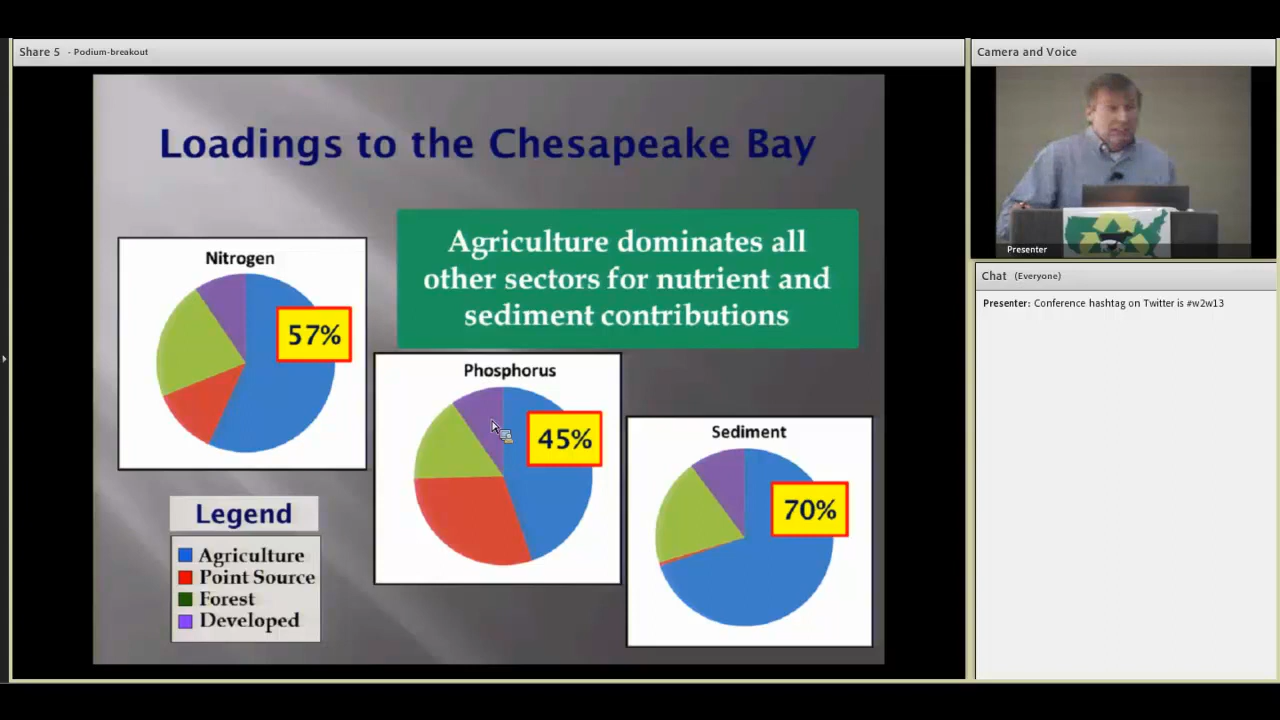 Share 5 - Podium-breakout
Loadings to the Chesapeake Bay
Agriculture dominates all
other sectors for nutrient and
sediment contributions
Nitrogen
57%
Phosphorus
45%
Sediment
70%
Legend
Agriculture
Point Source
Forest
Developed
Camera and Voice
Presenter
Chat (Everyone)
Presenter: Conference hashtag on Twitter is #w2w13